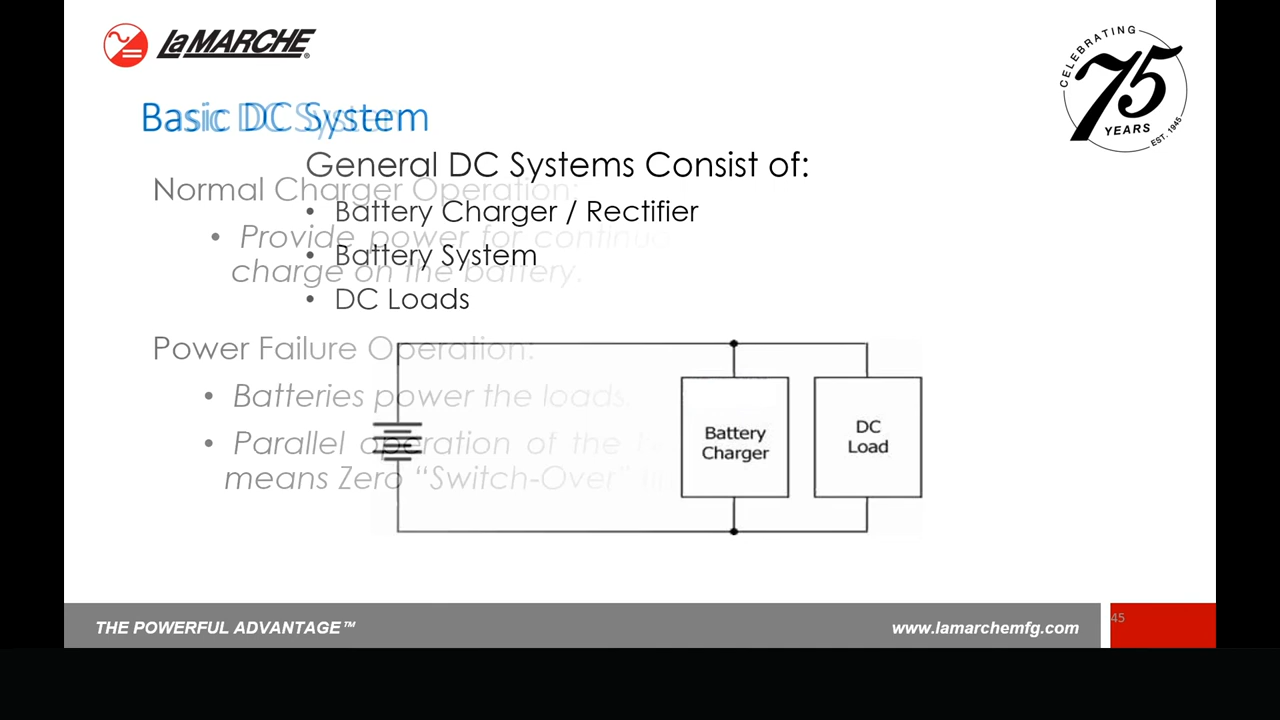 LaMARCHE®
CELEBRATING
75
YEARS
EST. 1945
Basic DC System
General DC Systems Consist of:
• Battery Charger / Rectifier
• Battery System
• DC Loads
Normal Charger Operation:
• Provide power for
charge on the battery.
Power Failure Operation:
• Batteries power the loads.
• Parallel operation of the
means Zero “Switch-Over”
Battery
Charger
DC
Load
THE POWERFUL ADVANTAGE™
www.lamarchemfg.com
45